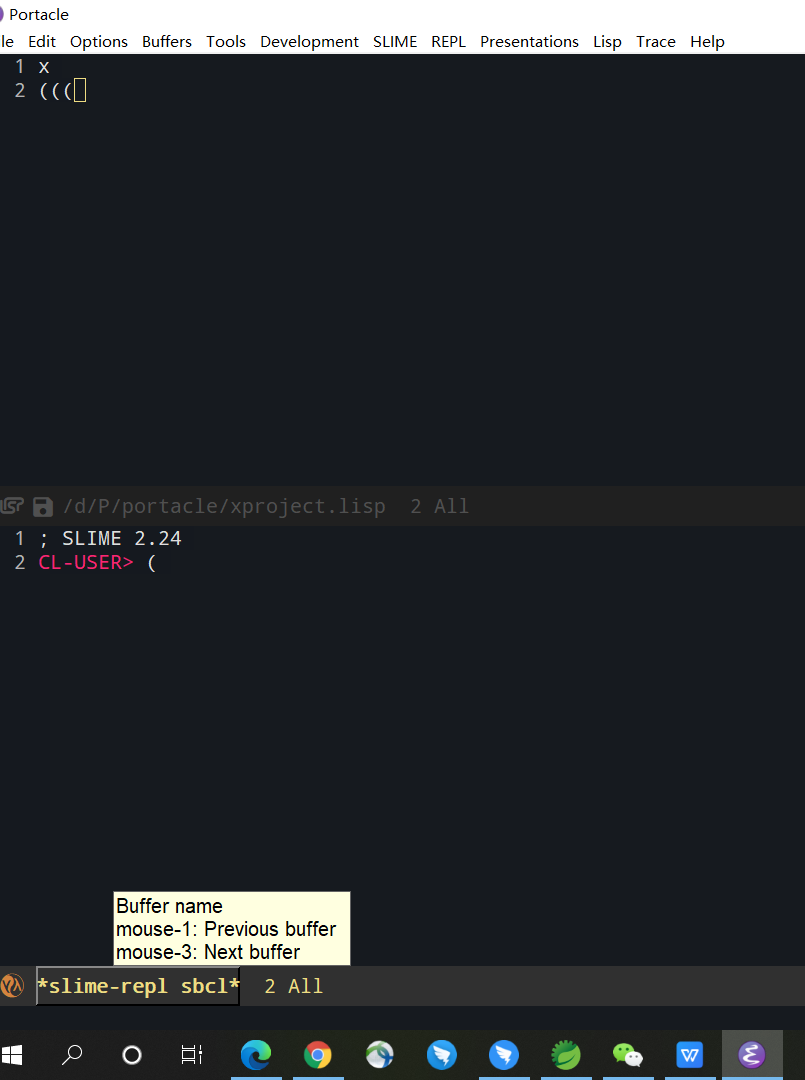 Portacle
le Edit Options Buffers Tools Development SLIME REPL Presentations Lisp Trace Help
1 x
2 (((
/d/P/portacle/xproject.lisp 2 All
1 ; SLIME 2.24
2 CL-USER> (
Buffer name
mouse-1: Previous buffer
mouse-3: Next buffer
*slime-repl sbcl* 2 All